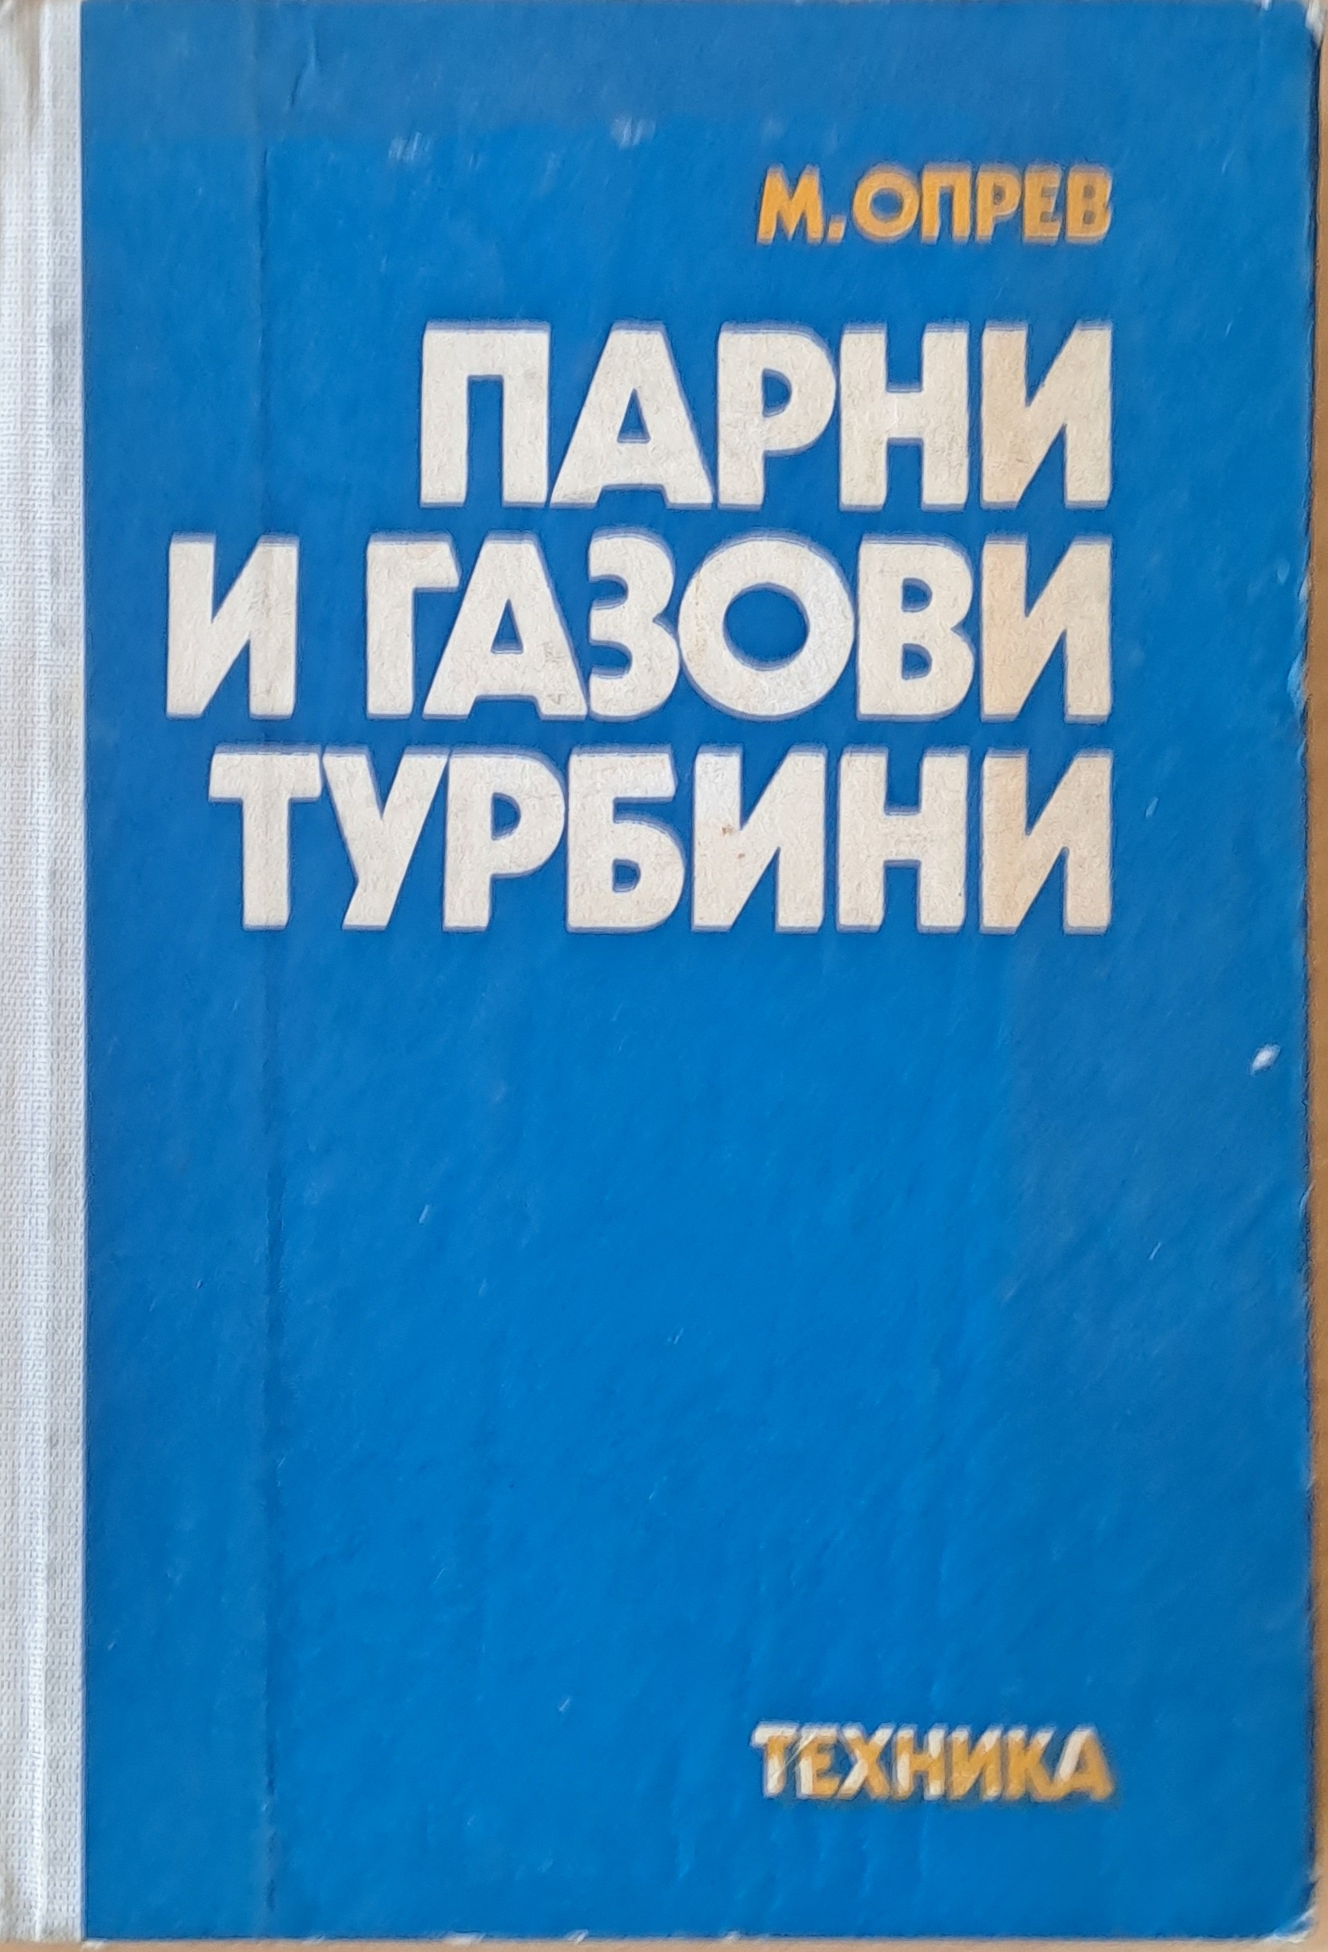 М. ОПРЕВ
ПАРНИ
И ГАЗОВИ
ТУРБИНИ
ТЕХНИКА